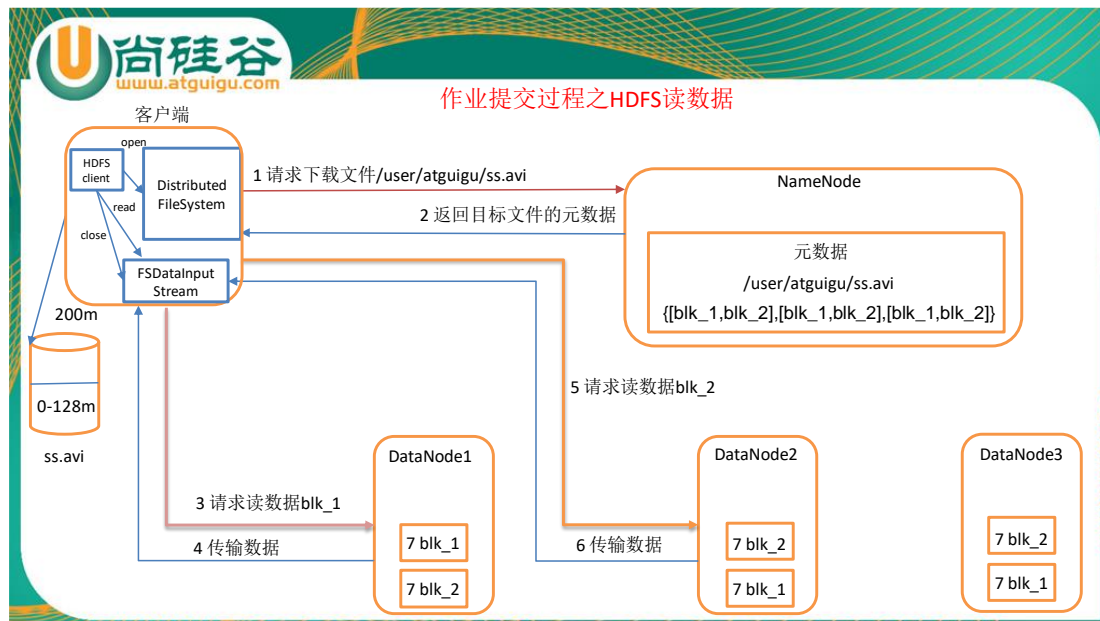 尚硅谷
www.atguigu.com
作业提交过程之HDFS读数据
客户端
open
HDFS
client
Distributed
FileSystem
read
close
FSDataInput
Stream
1 请求下载文件/user/atguigu/ss.avi
2 返回目标文件的元数据
NameNode
元数据
/user/atguigu/ss.avi
{[blk_1,blk_2],[blk_1,blk_2],[blk_1,blk_2]}
200m
0-128m
ss.avi
5 请求读数据blk_2
3 请求读数据blk_1
4 传输数据
6 传输数据
DataNode1
7 blk_1
7 blk_2
DataNode2
7 blk_2
7 blk_1
DataNode3
7 blk_2
7 blk_1